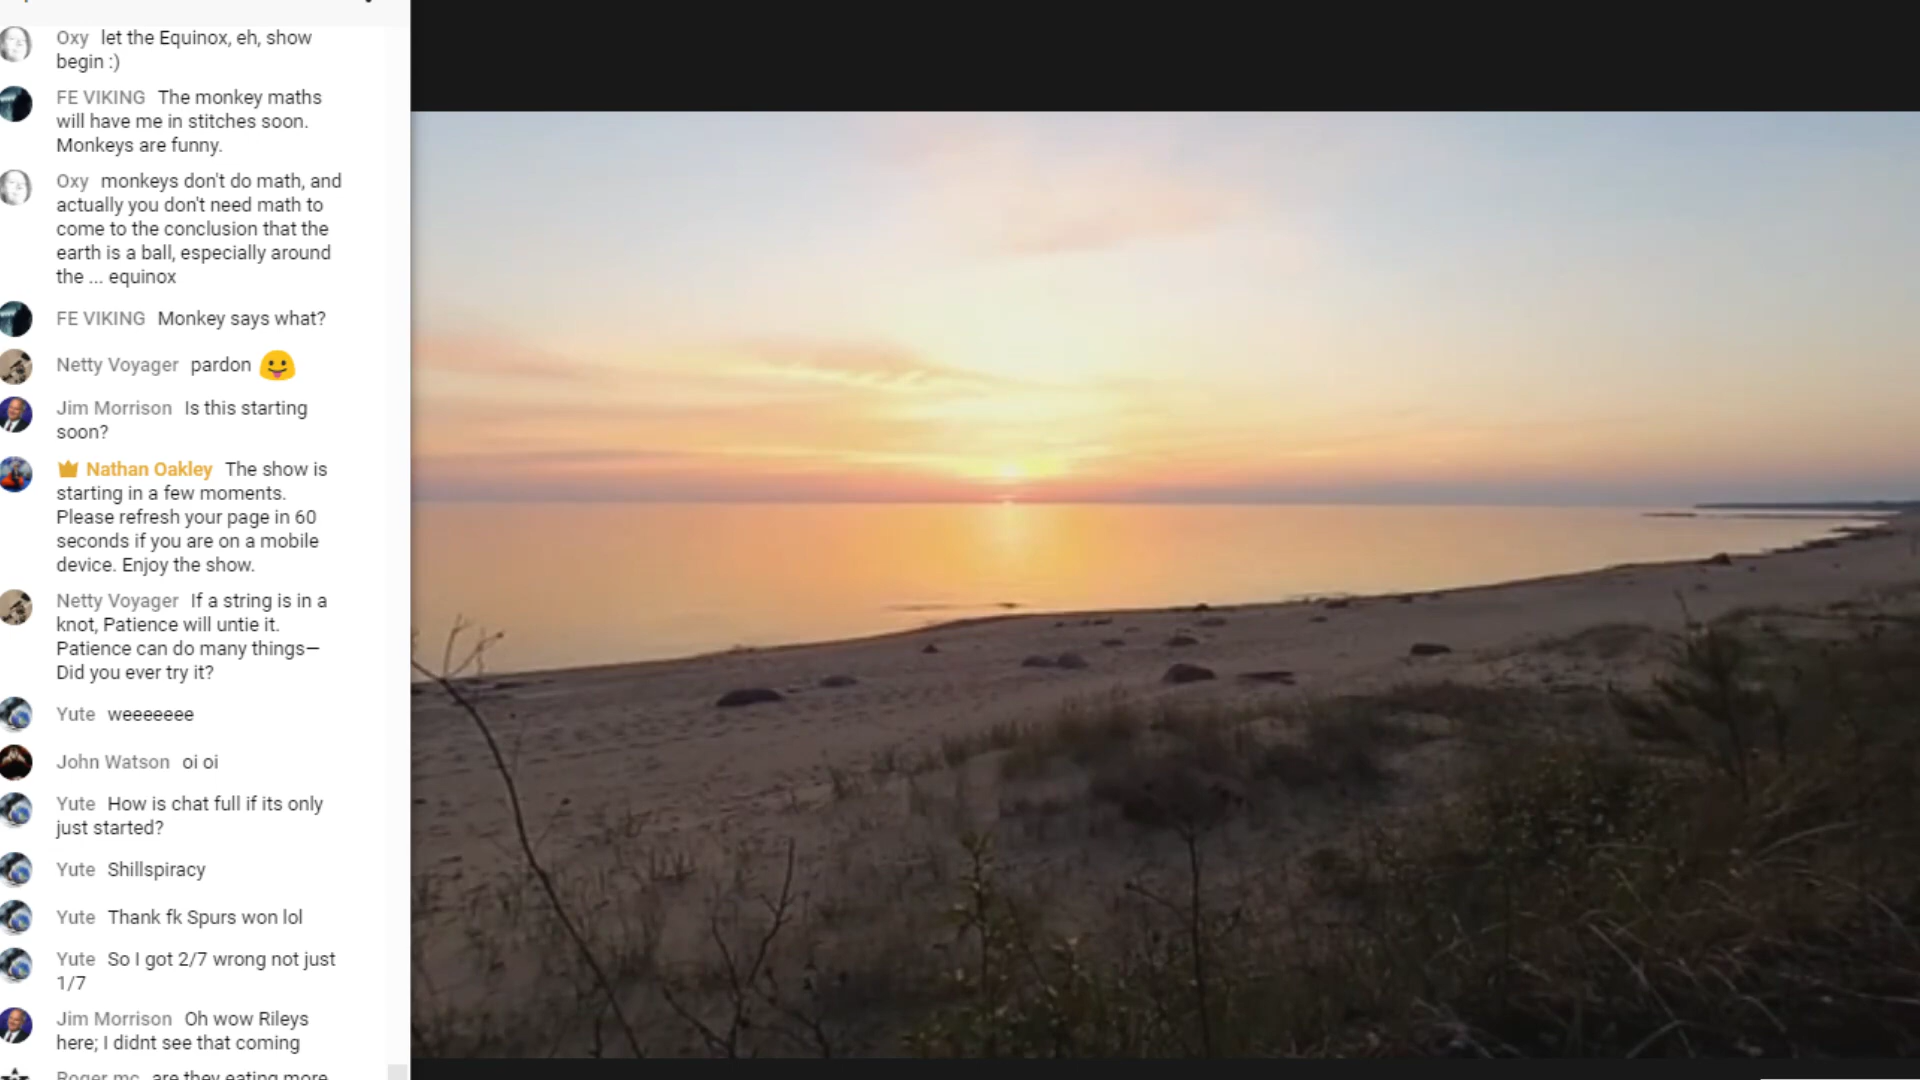 Oxy let the Equinox, eh, show
begin :)
FE VIKING The monkey maths
will have me in stitches soon.
Monkeys are funny.
Oxy monkeys don't do math, and
actually you don't need math to
come to the conclusion that the
earth is a ball, especially around
the ... equinox
FE VIKING Monkey says what?
Netty Voyager pardon 😛
Jim Morrison Is this starting
soon?
Nathan Oakley The show is
starting in a few moments.
Please refresh your page in 60
seconds if you are on a mobile
device. Enjoy the show.
Netty Voyager If a string is in a
knot, Patience will untie it.
Patience can do many things—
Did you ever try it?
Yute weeeeeee
John Watson oi oi
Yute How is chat full if its only
just started?
Yute Shillspiracy
Yute Thank fk Spurs won lol
Yute So I got 2/7 wrong not just
1/7
Jim Morrison Oh wow Rileys
here; I didnt see that coming
Roger mc are they eating more